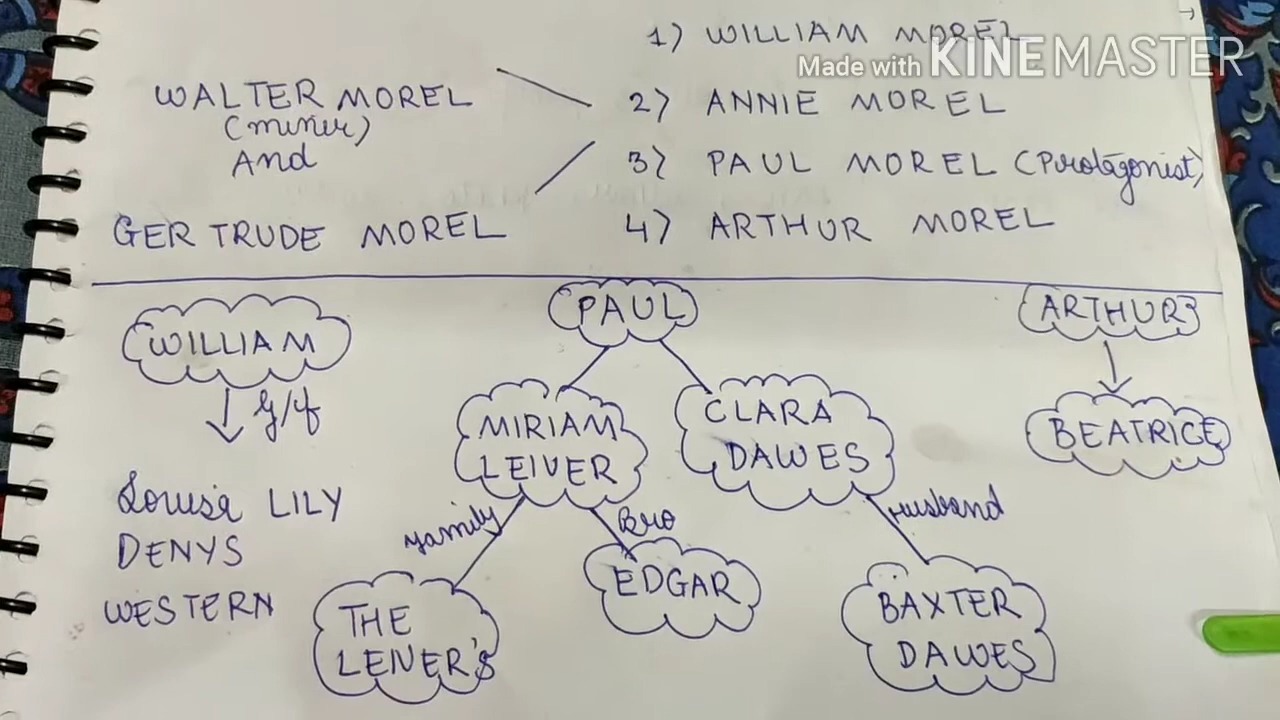 1) WILLIAM MOREL
Made with KINEMASTER
WALTER MOREL
(miner)
And
GERTRUDE MOREL
2) ANNIE MOREL
3) PAUL MOREL (Protagonist)
4) ARTHUR MOREL
WILLIAM
g/f
Louisa LILY
DENYS
WESTERN
PAUL
MIRIAM
LEIVER
family
THE
LEIVER'S
Bro
EDGAR
CLARA
DAWES
Husband
BAXTER
DAWES
ARTHUR
BEATRICE